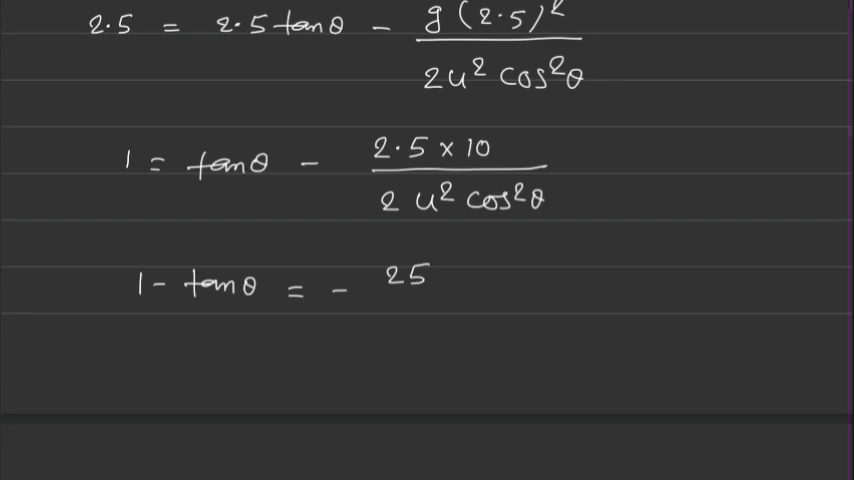 2.5 = 2.5 tanθ - g(2.5)² / 2u² cos²θ
1 = tanθ - 2.5 × 10 / 2 u² cos²θ
1 - tanθ = - 25